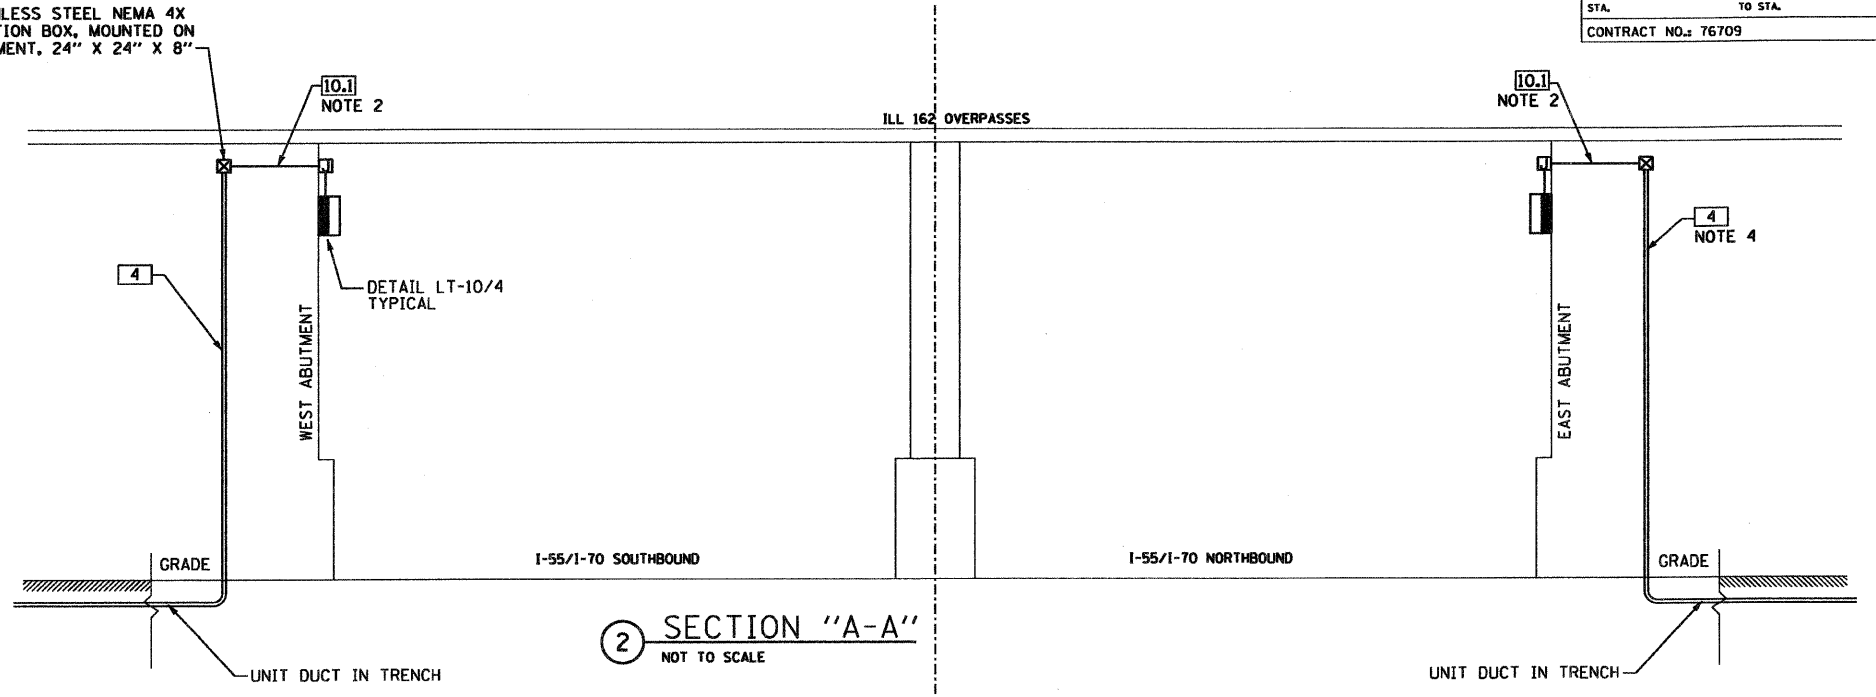 STA. TO STA.
CONTRACT NO.: 76709
STEEL NEMA 4X
BOX, MOUNTED ON
24" X 24" X 8"
10.1
NOTE 2
ILL 162 OVERPASSES
10.1
NOTE 2
4
DETAIL LT-10/4
TYPICAL
WEST ABUTMENT
4
NOTE 4
EAST ABUTMENT
GRADE
I-55/I-70 SOUTHBOUND
I-55/I-70 NORTHBOUND
GRADE
2 SECTION "A-A"
NOT TO SCALE
UNIT DUCT IN TRENCH
UNIT DUCT IN TRENCH